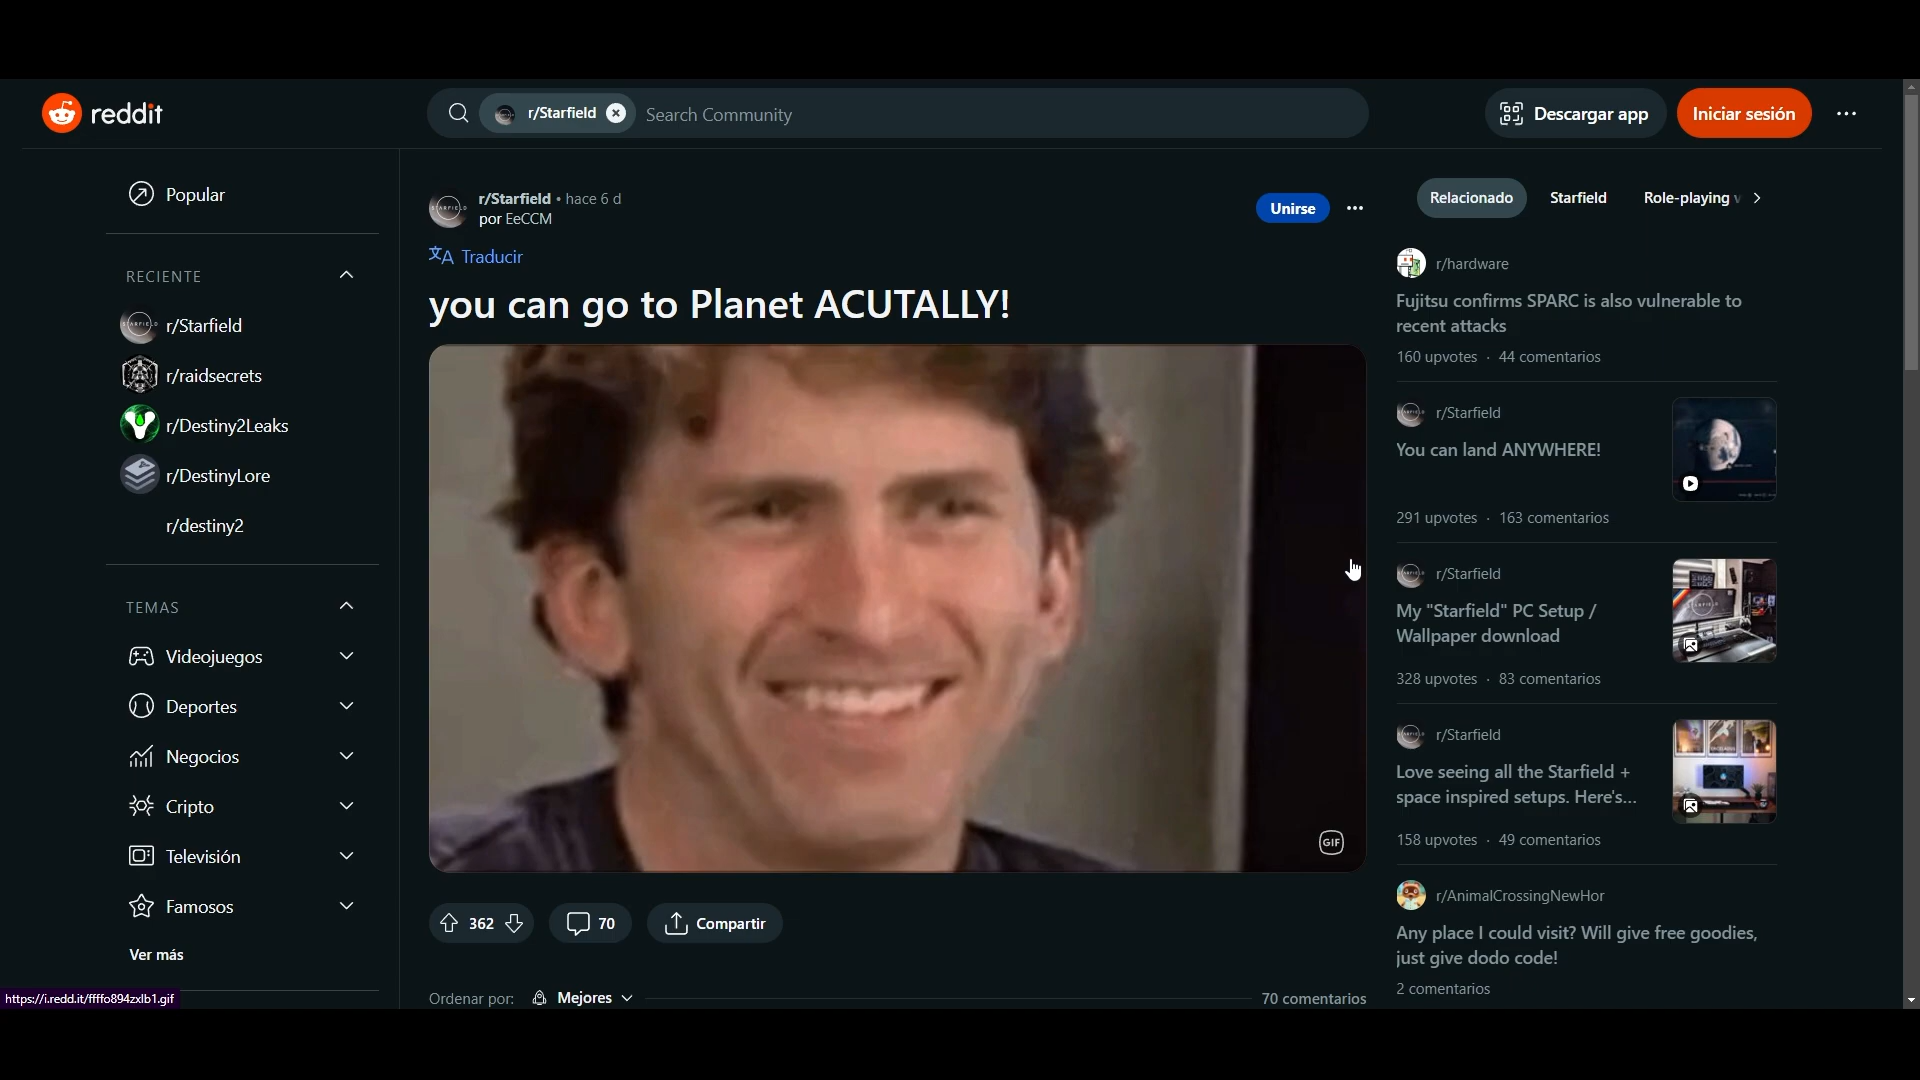 reddit
r/Starfield
Search Community
Descargar app
Iniciar sesión
Popular
RECIENTE
r/Starfield
r/raidsecrets
r/Destiny2Leaks
r/DestinyLore
r/destiny2
TEMAS
Videojuegos
Deportes
Negocios
Cripto
Televisión
Famosos
Ver más
https://i.redd.it/ffffo894zxlb1.gif
r/Starfield • hace 6 d
por EeCCM
Unirse
Traducir
you can go to Planet ACUTALLY!
GIF
362
70
Compartir
Ordenar por: Mejores
70 comentarios
Relacionado
Starfield
Role-playing
r/hardware
Fujitsu confirms SPARC is also vulnerable to
recent attacks
160 upvotes · 44 comentarios
r/Starfield
You can land ANYWHERE!
291 upvotes · 163 comentarios
r/Starfield
My "Starfield" PC Setup /
Wallpaper download
328 upvotes · 83 comentarios
r/Starfield
Love seeing all the Starfield +
space inspired setups. Here's...
158 upvotes · 49 comentarios
r/AnimalCrossingNewHor
Any place I could visit? Will give free goodies,
just give dodo code!
2 comentarios